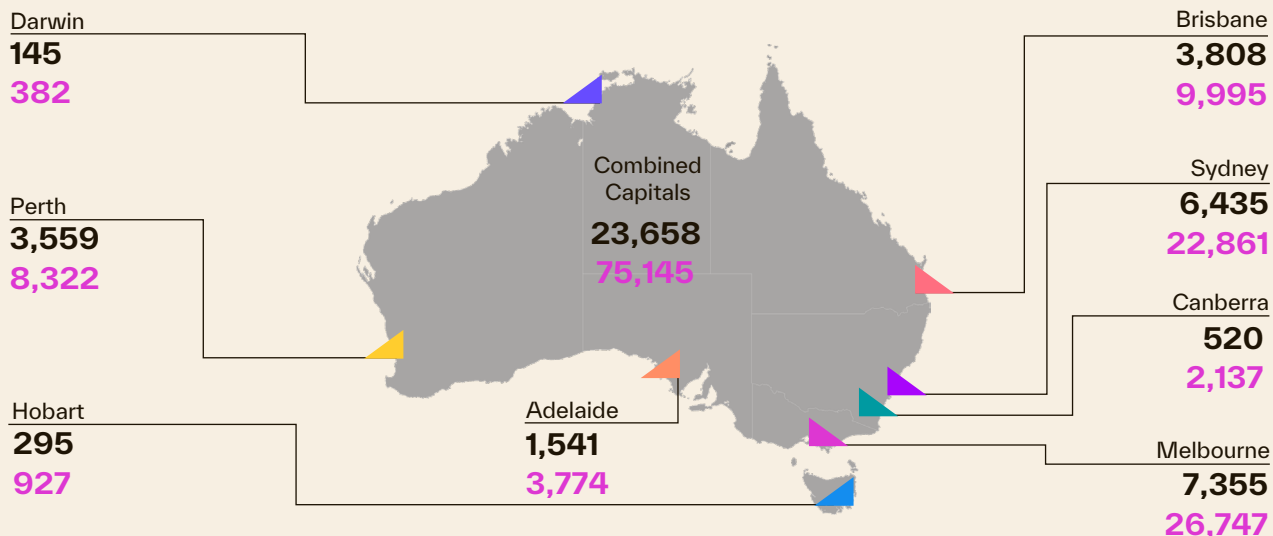 Darwin
145
382
Perth
3,559
8,322
Hobart
295
927
Combined
Capitals
23,658
75,145
Adelaide
1,541
3,774
Brisbane
3,808
9,995
Sydney
6,435
22,861
Canberra
520
2,137
Melbourne
7,355
26,747